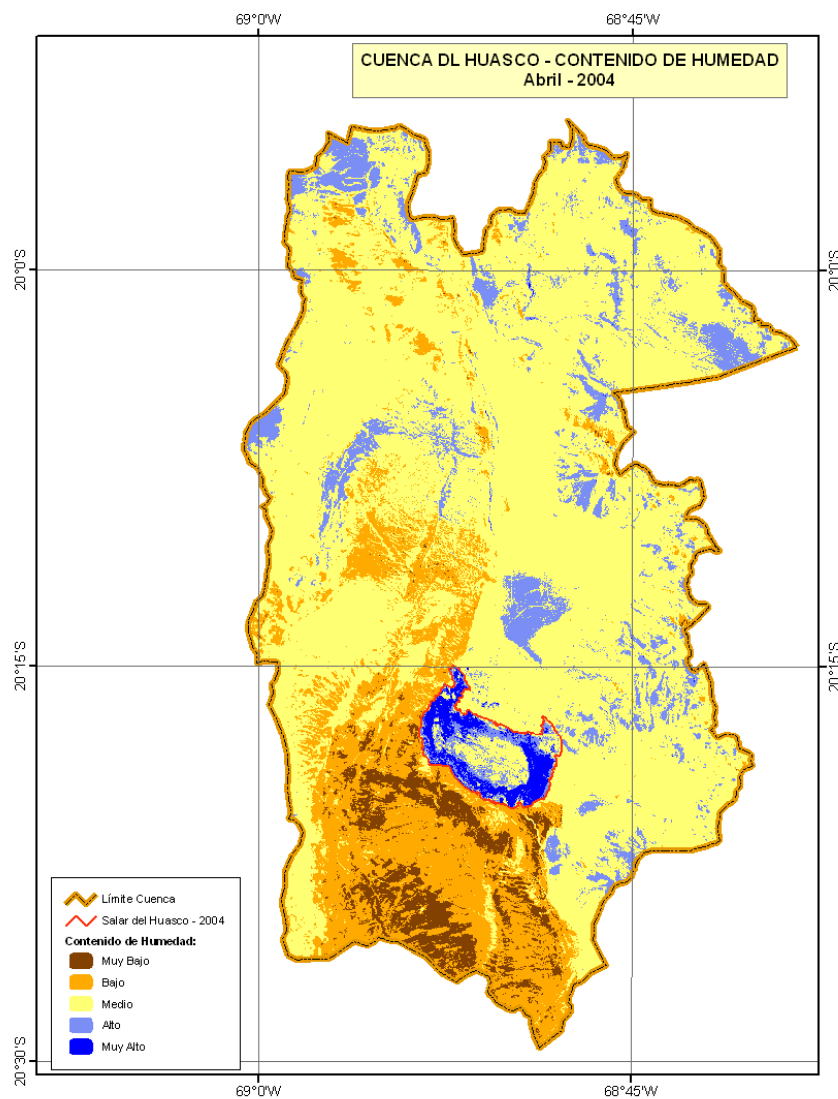 69°0'W
68°45'W
CUENCA DL HUASCO - CONTENIDO DE HUMEDAD
Abril - 2004
20°0'S
20°0'S
20°15'S
20°15'S
Límite Cuenca
Salar del Huasco - 2004
Contenido de Humedad:
Muy Bajo
Bajo
Medio
Alto
Muy Alto
20°30'S
20°30'S
69°0'W
68°45'W